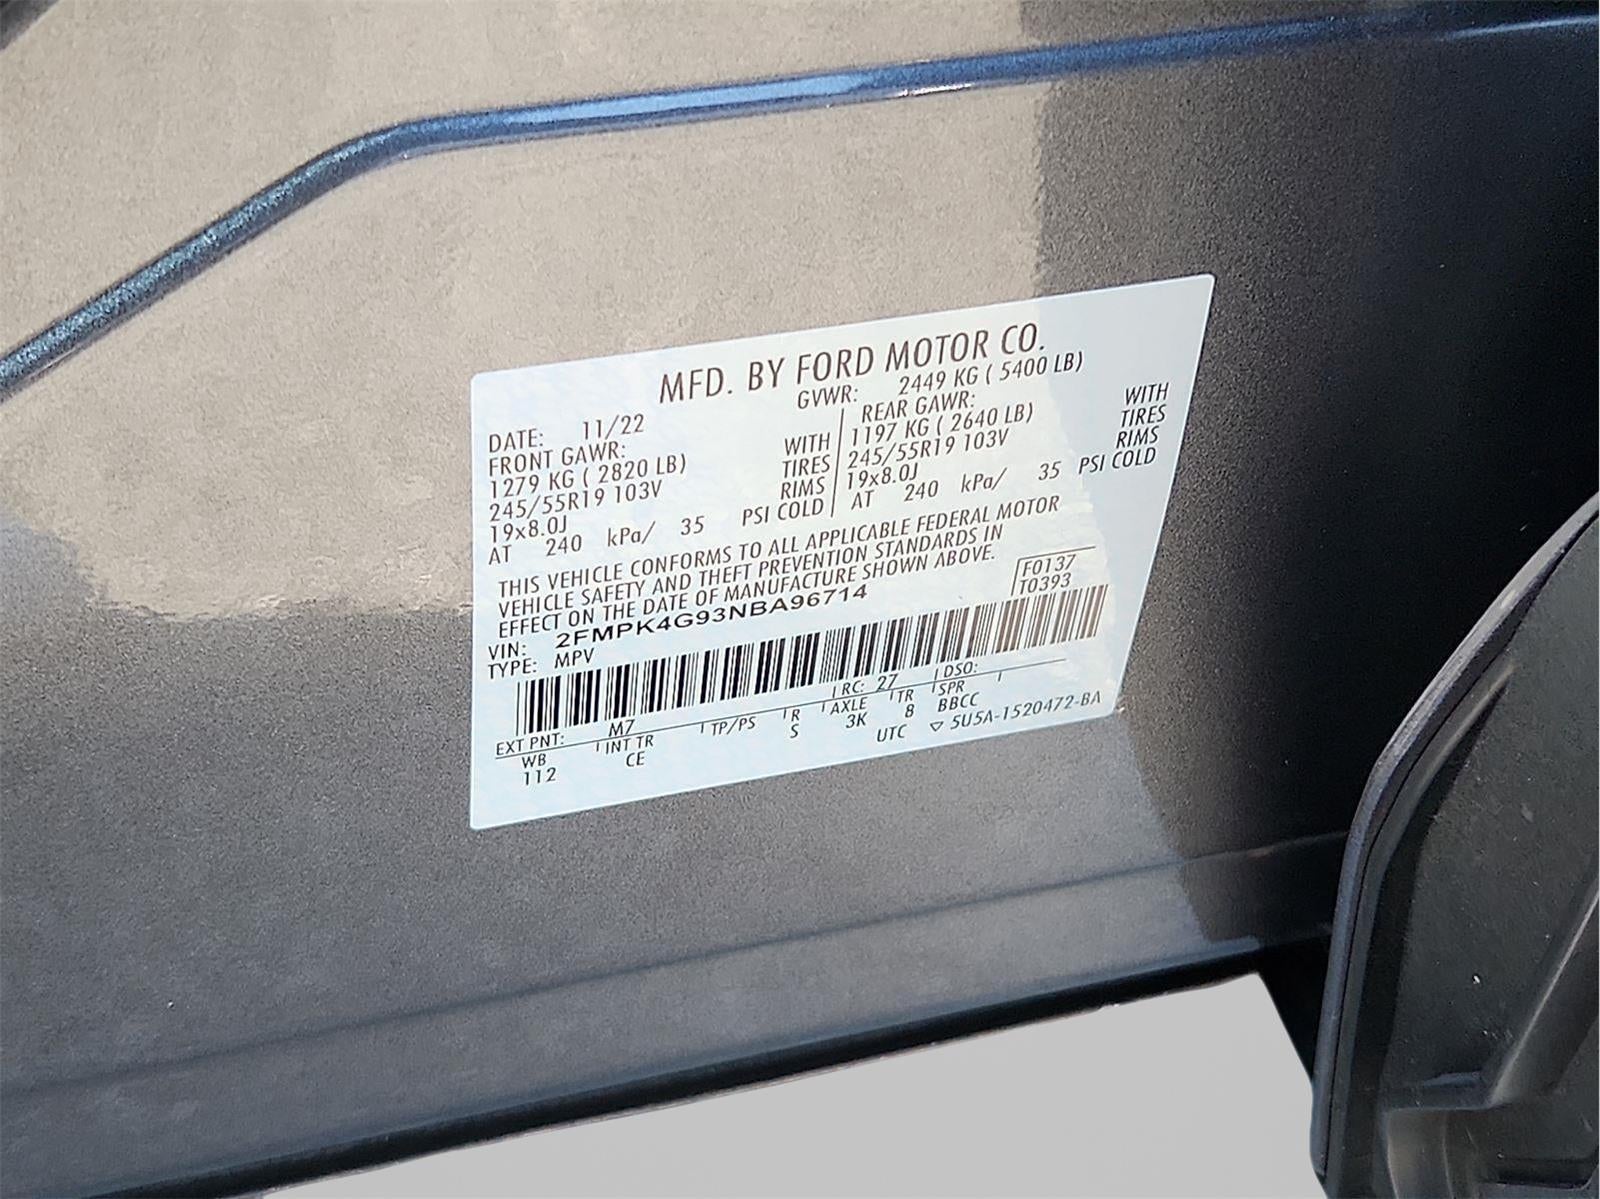 MFD. BY FORD MOTOR CO.
DATE: 11/22 GVWR: 2449 KG ( 5400 LB)
FRONT GAWR: REAR GAWR:
1279 KG ( 2820 LB) WITH 1197 KG ( 2640 LB) WITH
245/55R19 103V TIRES 245/55R19 103V TIRES
19x8.0J RIMS 19x8.0J RIMS
AT 240 kPa/ 35 PSI COLD AT 240 kPa/ 35 PSI COLD
THIS VEHICLE CONFORMS TO ALL APPLICABLE FEDERAL MOTOR
VEHICLE SAFETY AND THEFT PREVENTION STANDARDS IN
EFFECT ON THE DATE OF MANUFACTURE SHOWN ABOVE.
VIN: 2FMPK4G93NBA96714 F0137
TYPE: MPV T0393
EXT PNT: M7 RC: 27 DSO:
WB INT TR TP/PS R AXLE TR SPR
112 CE S 3K 8 BBCC
UTC ▽ 5U5A-1520472-BA